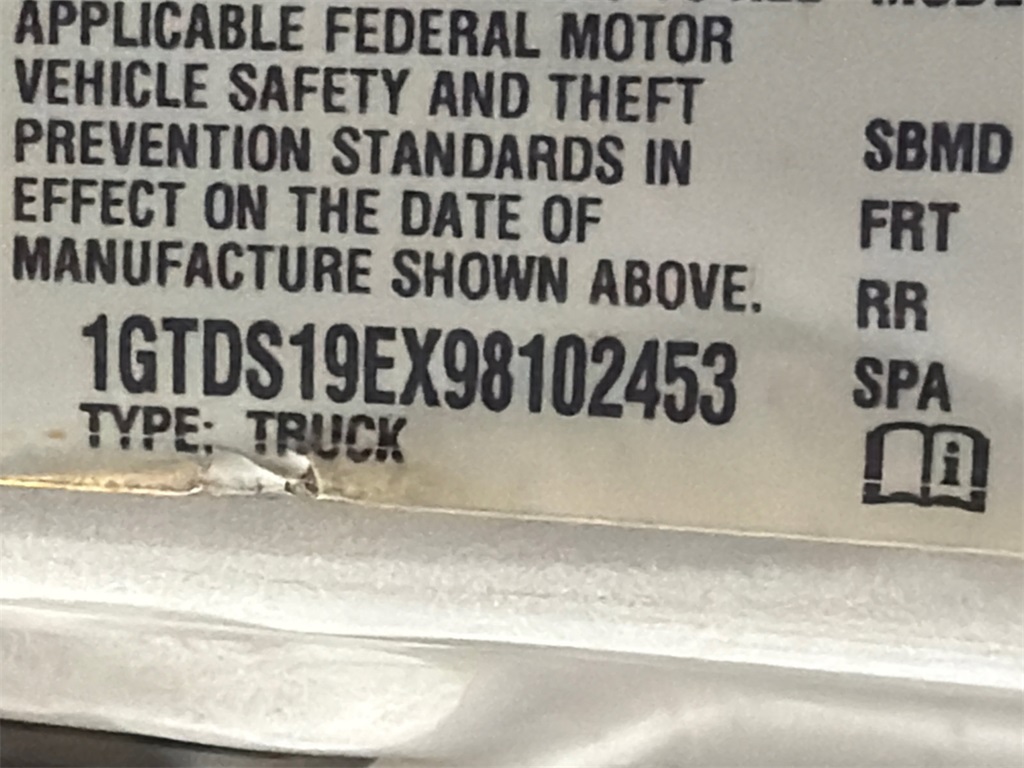 APPLICABLE FEDERAL MOTOR
VEHICLE SAFETY AND THEFT
PREVENTION STANDARDS IN
EFFECT ON THE DATE OF
MANUFACTURE SHOWN ABOVE.
1GTDS19EX98102453
TYPE: TRUCK
SBMD
FRT
RR
SPA
i